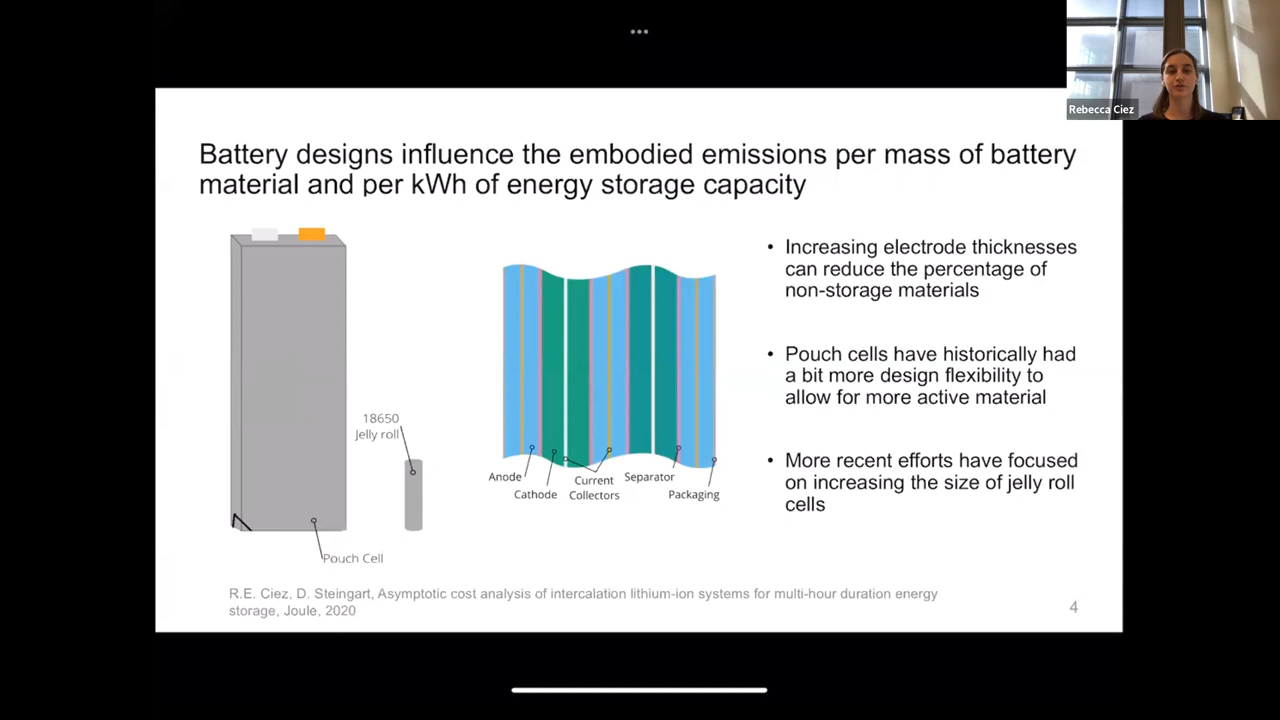 Rebecca Ciez
Battery designs influence the embodied emissions per mass of battery
material and per kWh of energy storage capacity
18650
Jelly roll
Pouch Cell
Anode
Cathode
Current
Collectors
Separator
Packaging
• Increasing electrode thicknesses
can reduce the percentage of
non-storage materials
• Pouch cells have historically had
a bit more design flexibility to
allow for more active material
• More recent efforts have focused
on increasing the size of jelly roll
cells
R.E. Ciez, D. Steingart, Asymptotic cost analysis of intercalation lithium-ion systems for multi-hour duration energy
storage, Joule, 2020
4